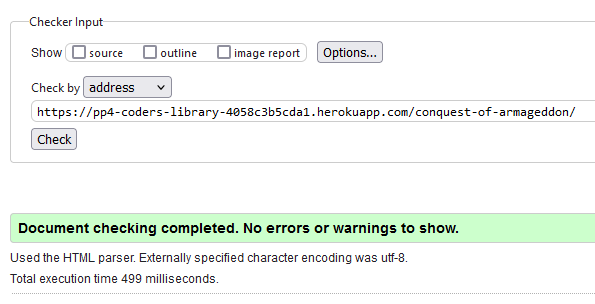 Checker Input
Show source outline image report Options...
Check by address
https://pp4-coders-library-4058c3b5cda1.herokuapp.com/conquest-of-armageddon/
Check
Document checking completed. No errors or warnings to show.
Used the HTML parser. Externally specified character encoding was utf-8.
Total execution time 499 milliseconds.